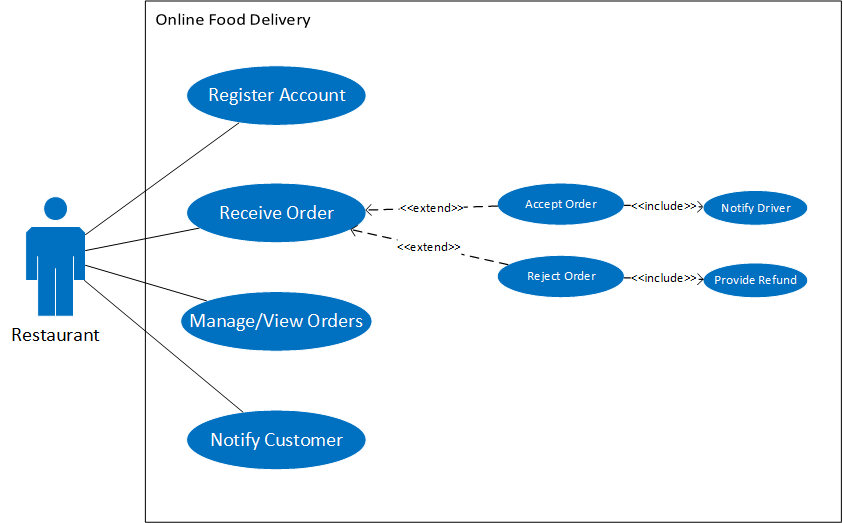 Online Food Delivery
Register Account
Receive Order
<<extend>>
Accept Order
<<include>>
Notify Driver
<<extend>>
Reject Order
<<include>>
Provide Refund
Manage/View Orders
Restaurant
Notify Customer